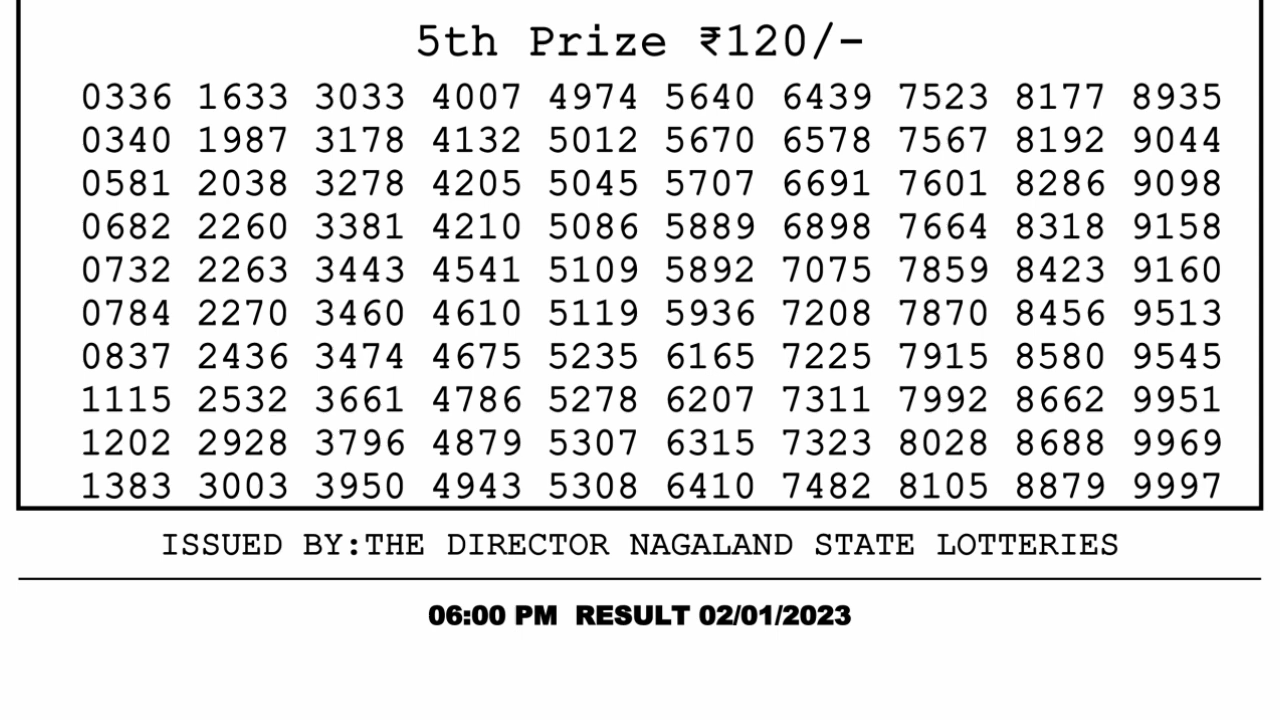 5th Prize ₹120/-
0336 1633 3033 4007 4974 5640 6439 7523 8177 8935
0340 1987 3178 4132 5012 5670 6578 7567 8192 9044
0581 2038 3278 4205 5045 5707 6691 7601 8286 9098
0682 2260 3381 4210 5086 5889 6898 7664 8318 9158
0732 2263 3443 4541 5109 5892 7075 7859 8423 9160
0784 2270 3460 4610 5119 5936 7208 7870 8456 9513
0837 2436 3474 4675 5235 6165 7225 7915 8580 9545
1115 2532 3661 4786 5278 6207 7311 7992 8662 9951
1202 2928 3796 4879 5307 6315 7323 8028 8688 9969
1383 3003 3950 4943 5308 6410 7482 8105 8879 9997
ISSUED BY:THE DIRECTOR NAGALAND STATE LOTTERIES
06:00 PM RESULT 02/01/2023